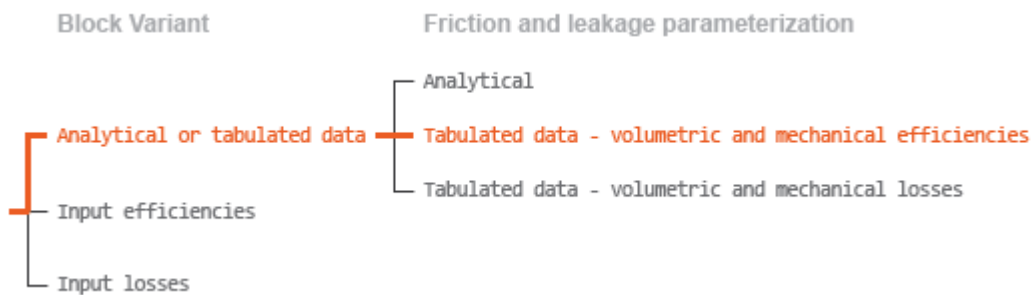 Block Variant Friction and leakage parameterization
Analytical
Analytical or tabulated data Tabulated data - volumetric and mechanical efficiencies
Tabulated data - volumetric and mechanical losses
Input efficiencies
Input losses